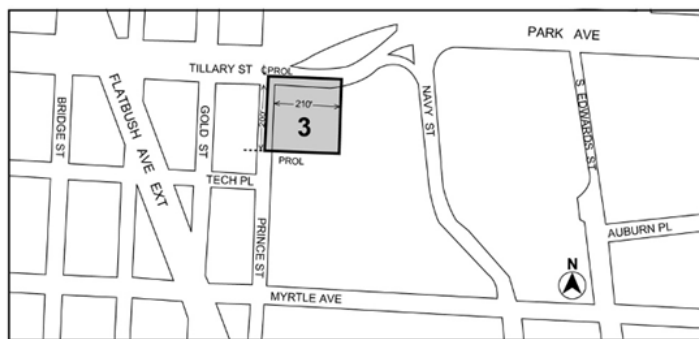 PARK AVE
TILLARY ST
℄PROL
210'
200'
3
PROL
BRIDGE ST
FLATBUSH AVE EXT
GOLD ST
TECH PL
PRINCE ST
NAVY ST
S EDWARDS ST
AUBURN PL
N
MYRTLE AVE